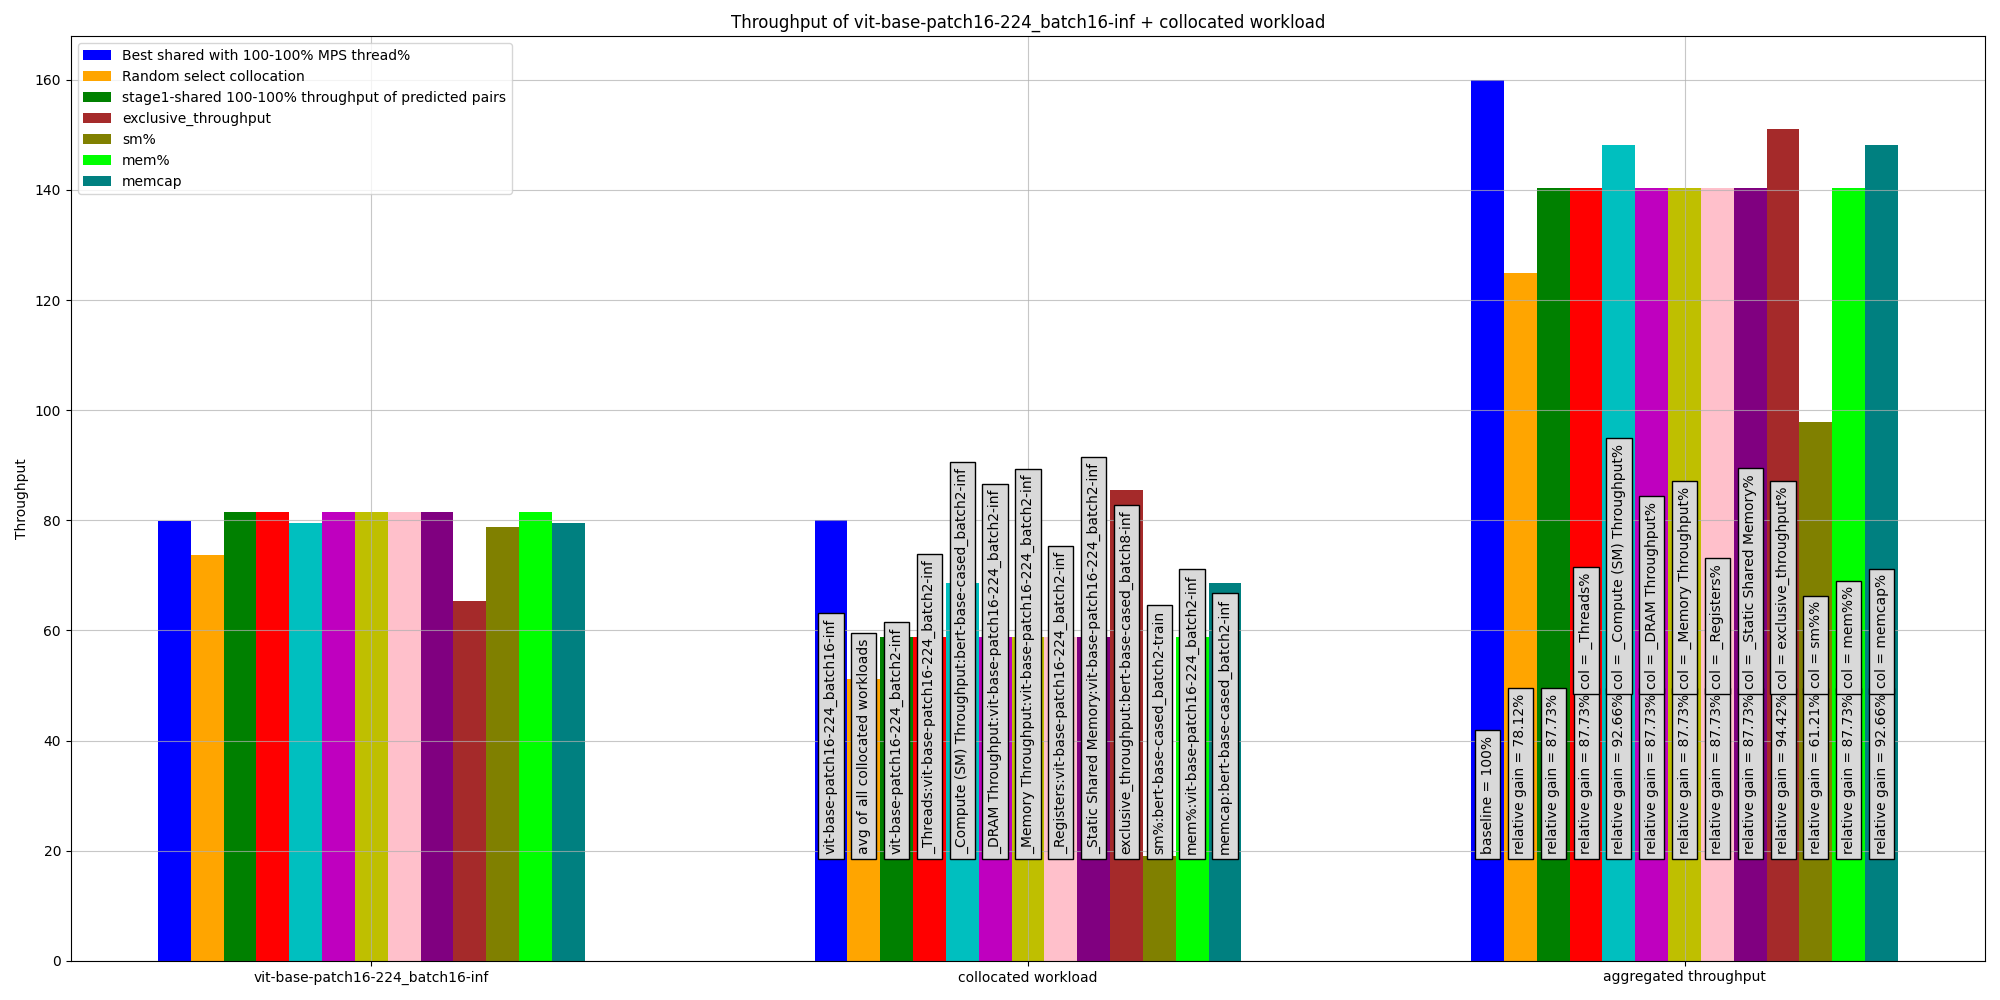 Throughput of vit-base-patch16-224_batch16-inf + collocated workload
Best shared with 100-100% MPS thread%
Random select collocation
stage1-shared 100-100% throughput of predicted pairs
exclusive_throughput
sm%
mem%
memcap
Throughput
160
140
120
100
80
60
40
20
0
vit-base-patch16-224_batch16-inf
avg of all collocated workloads
vit-base-patch16-224_batch2-inf
_Threads:vit-base-patch16-224_batch2-inf
_Compute (SM) Throughput:bert-base-cased_batch2-inf
_DRAM Throughput:vit-base-patch16-224_batch2-inf
_Memory Throughput:vit-base-patch16-224_batch2-inf
_Registers:vit-base-patch16-224_batch2-inf
_Static Shared Memory:vit-base-patch16-224_batch2-inf
exclusive_throughput:bert-base-cased_batch8-inf
sm%:bert-base-cased_batch2-train
mem%:vit-base-patch16-224_batch2-inf
memcap:bert-base-cased_batch2-inf
baseline = 100%
relative gain = 78.12%
relative gain = 87.73%
relative gain = 87.73% col = _Threads%
relative gain = 92.66% col = _Compute (SM) Throughput%
relative gain = 87.73% col = _DRAM Throughput%
relative gain = 87.73% col = _Memory Throughput%
relative gain = 87.73% col = _Registers%
relative gain = 87.73% col = _Static Shared Memory%
relative gain = 94.42% col = exclusive_throughput%
relative gain = 61.21% col = sm%%
relative gain = 87.73% col = mem%%
relative gain = 92.66% col = memcap%
vit-base-patch16-224_batch16-inf
collocated workload
aggregated throughput